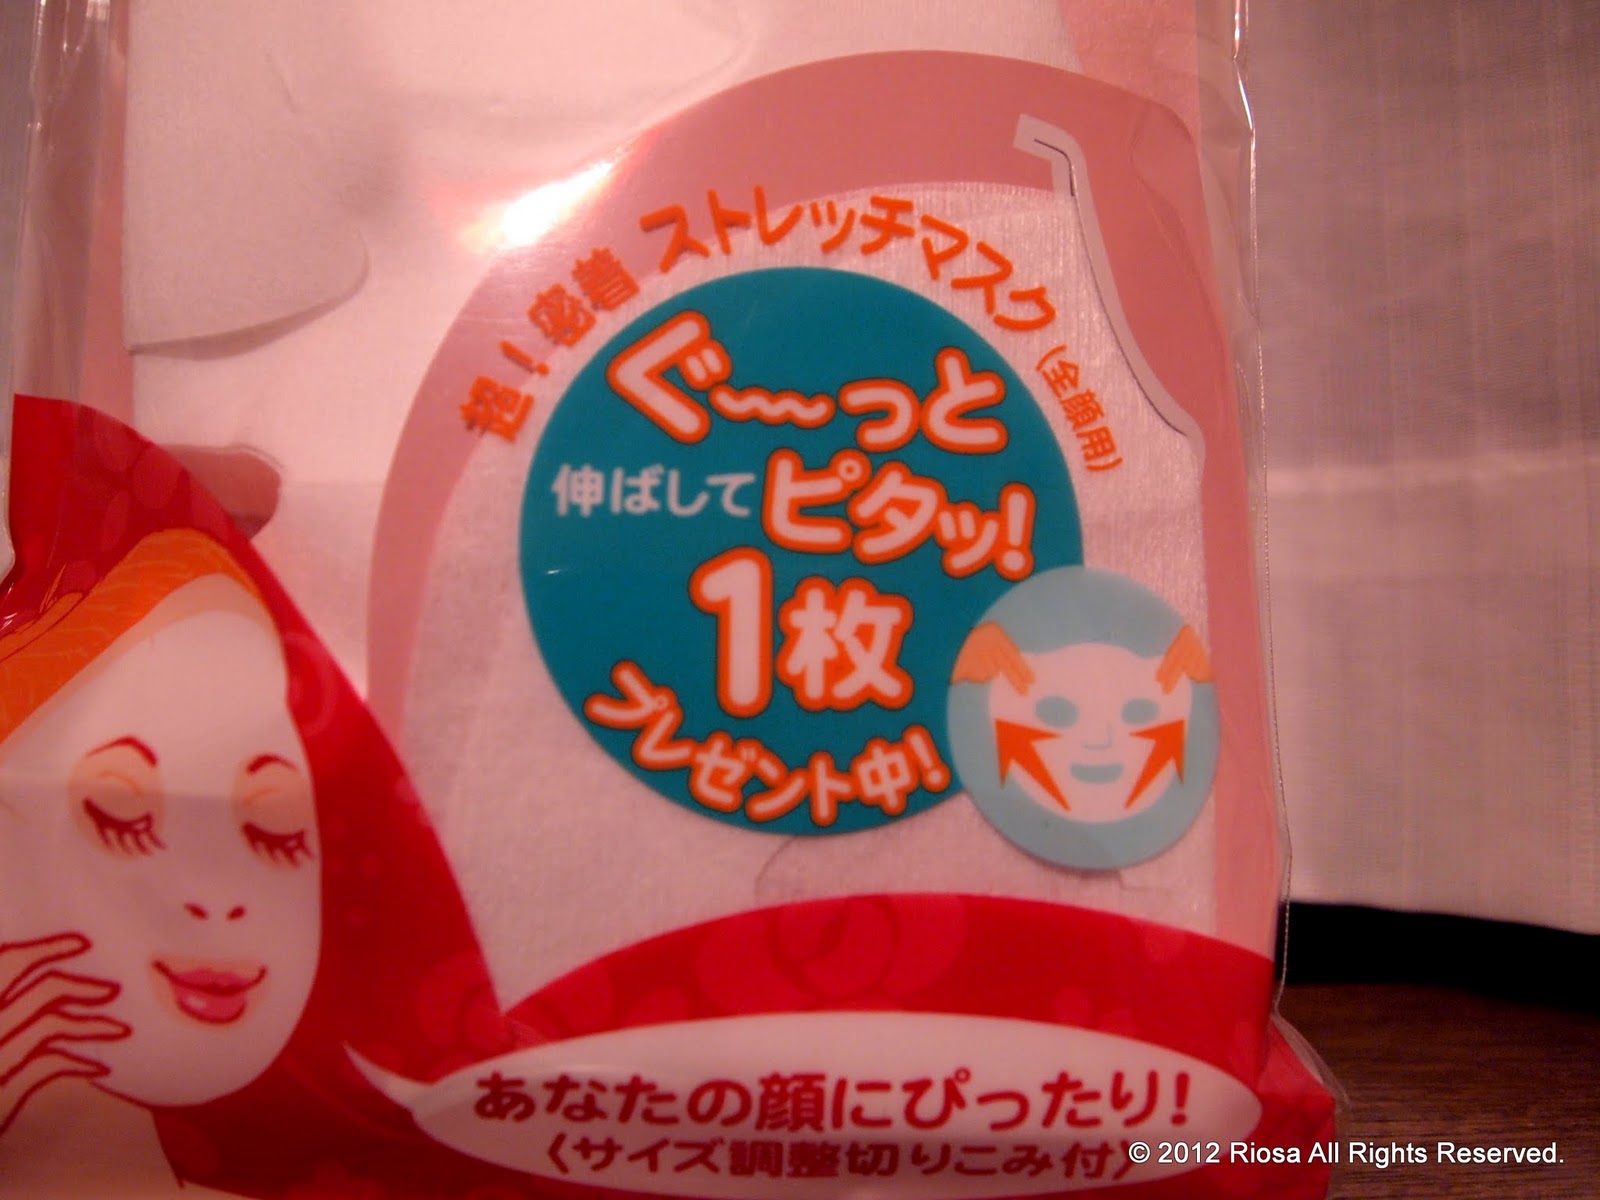 超!密着 ストレッチマスク(全顔用)
ぐ〜っと
伸ばして ピタッ!
1枚
プレゼント中!
あなたの顔にぴったり!
〈サイズ調整切りこみ付〉
© 2012 Riosa All Rights Reserved.